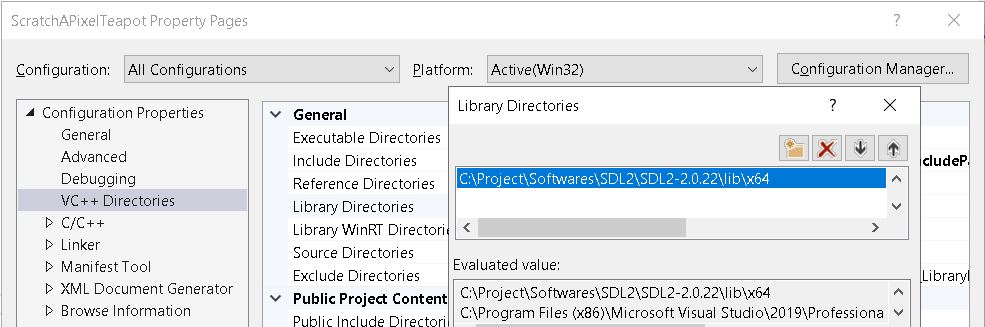 ScratchAPixelTeapot Property Pages
Configuration: All Configurations Platform: Active(Win32) Configuration Manager...
Configuration Properties
General
Advanced
Debugging
VC++ Directories
C/C++
Linker
Manifest Tool
XML Document Generator
Browse Information
General
Executable Directories
Include Directories
Reference Directories
Library Directories
Library WinRT Directorie
Source Directories
Exclude Directories
Public Project Content
Public Include Directories
Library Directories
C:\Project\Softwares\SDL2\SDL2-2.0.22\lib\x64
Evaluated value:
C:\Project\Softwares\SDL2\SDL2-2.0.22\lib\x64
C:\Program Files (x86)\Microsoft Visual Studio\2019\Professiona
cludePa
_Library